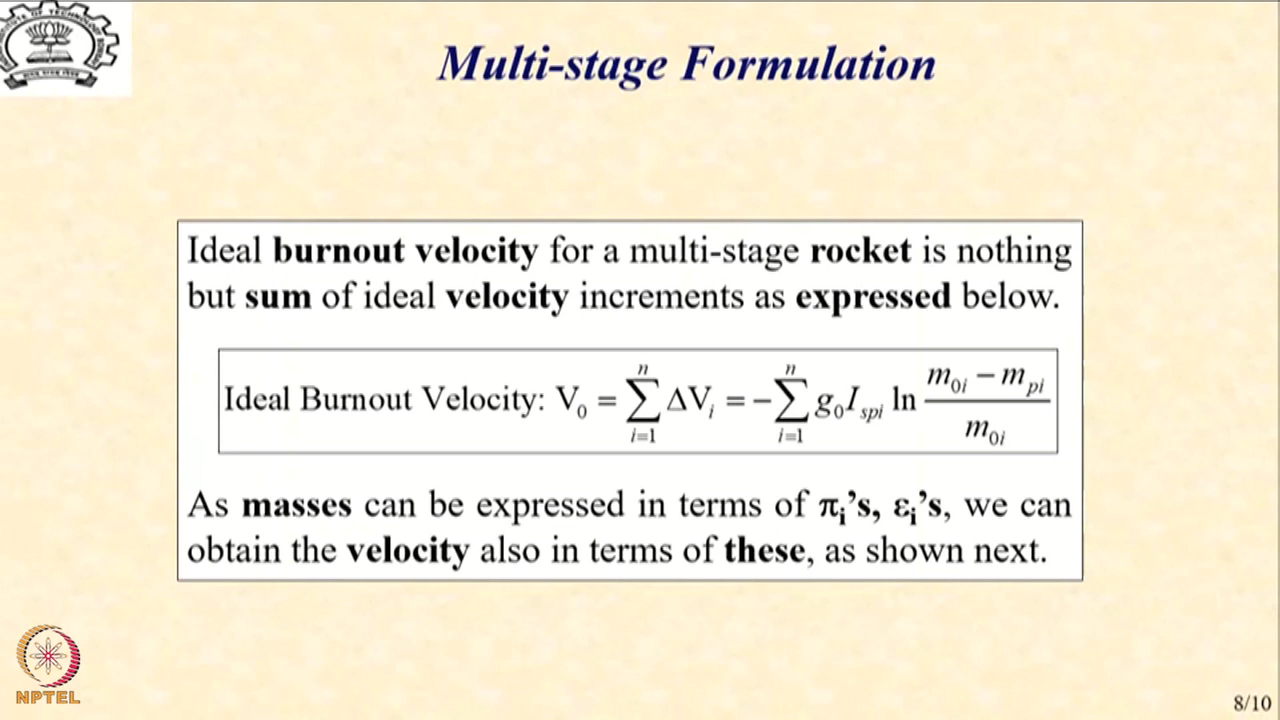 Multi-stage Formulation
Ideal burnout velocity for a multi-stage rocket is nothing
but sum of ideal velocity increments as expressed below.
Ideal Burnout Velocity: V₀ = ∑ᵢ₌₁ⁿ ΔVᵢ = −∑ᵢ₌₁ⁿ g₀I_spi ln (m₀ᵢ − m_pi)/m₀ᵢ
As masses can be expressed in terms of πᵢ's, εᵢ's, we can
obtain the velocity also in terms of these, as shown next.
NPTEL
8/10